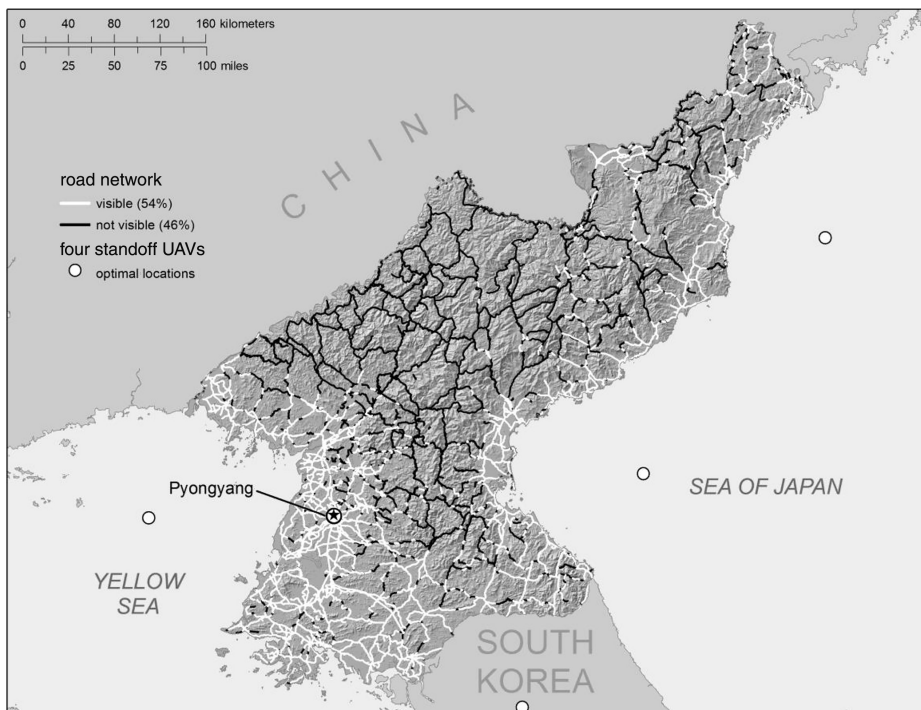 0 40 80 120 160 kilometers
0 25 50 75 100 miles
CHINA
road network
visible (54%)
not visible (46%)
four standoff UAVs
optimal locations
Pyongyang
SEA OF JAPAN
YELLOW
SEA
SOUTH
KOREA